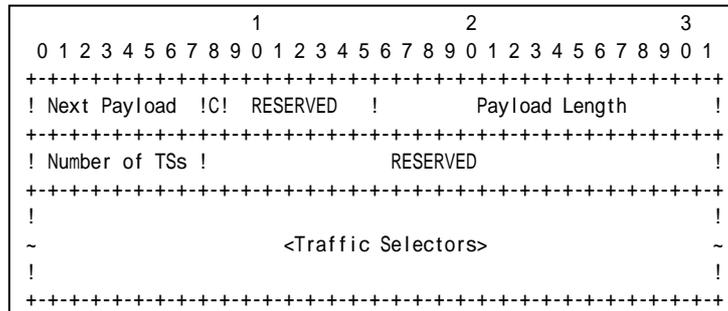 1                   2                   3
 0 1 2 3 4 5 6 7 8 9 0 1 2 3 4 5 6 7 8 9 0 1 2 3 4 5 6 7 8 9 0 1
+-+-+-+-+-+-+-+-+-+-+-+-+-+-+-+-+-+-+-+-+-+-+-+-+-+-+-+-+-+-+-+-+
! Next Payload  !C!  RESERVED   !         Payload Length        !
+-+-+-+-+-+-+-+-+-+-+-+-+-+-+-+-+-+-+-+-+-+-+-+-+-+-+-+-+-+-+-+-+
! Number of TSs !                 RESERVED                      !
+-+-+-+-+-+-+-+-+-+-+-+-+-+-+-+-+-+-+-+-+-+-+-+-+-+-+-+-+-+-+-+-+
!                                                               !
~                       <Traffic Selectors>                     ~
!                                                               !
+-+-+-+-+-+-+-+-+-+-+-+-+-+-+-+-+-+-+-+-+-+-+-+-+-+-+-+-+-+-+-+-+